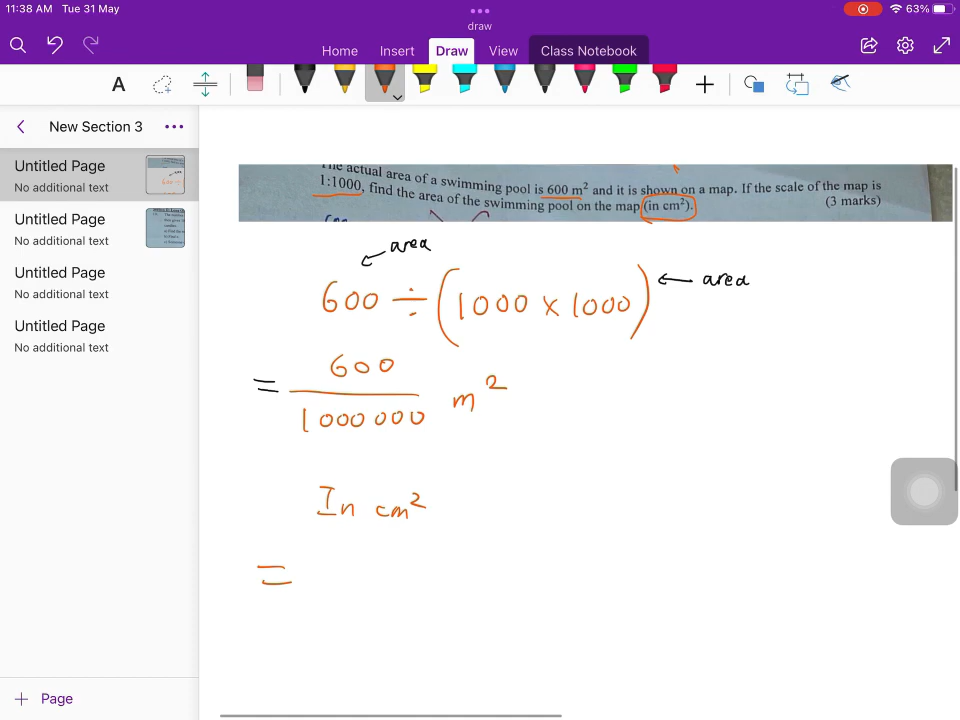 11:38 AM Tue 31 May
63%
draw
Home Insert Draw View Class Notebook
A
New Section 3
Untitled Page
No additional text
Untitled Page
No additional text
Untitled Page
No additional text
Untitled Page
No additional text
+ Page
The actual area of a swimming pool is 600 m² and it is shown on a map. If the scale of the map is
1:1000, find the area of the swimming pool on the map (in cm²). (3 marks)
← area
600 ÷ (1000 x 1000) ← area
= 600
1000 000 m²
In cm²
=